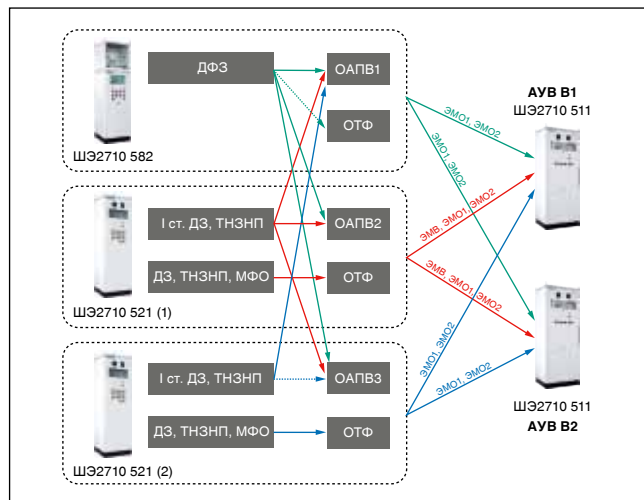 ДФЗ
ОАПВ1
ОТФ
ШЭ2710 582
I ст. ДЗ, ТНЗНП
ОАПВ2
ДЗ, ТНЗНП, МФО
ОТФ
ШЭ2710 521 (1)
I ст. ДЗ, ТНЗНП
ОАПВ3
ДЗ, ТНЗНП, МФО
ОТФ
ШЭ2710 521 (2)
ЭМО1, ЭМО2
ЭМО1, ЭМО2
ЭМВ, ЭМО1, ЭМО2
ЭМВ, ЭМО1, ЭМО2
ЭМО1, ЭМО2
ЭМО1, ЭМО2
АУВ В1
ШЭ2710 511
ШЭ2710 511
АУВ В2